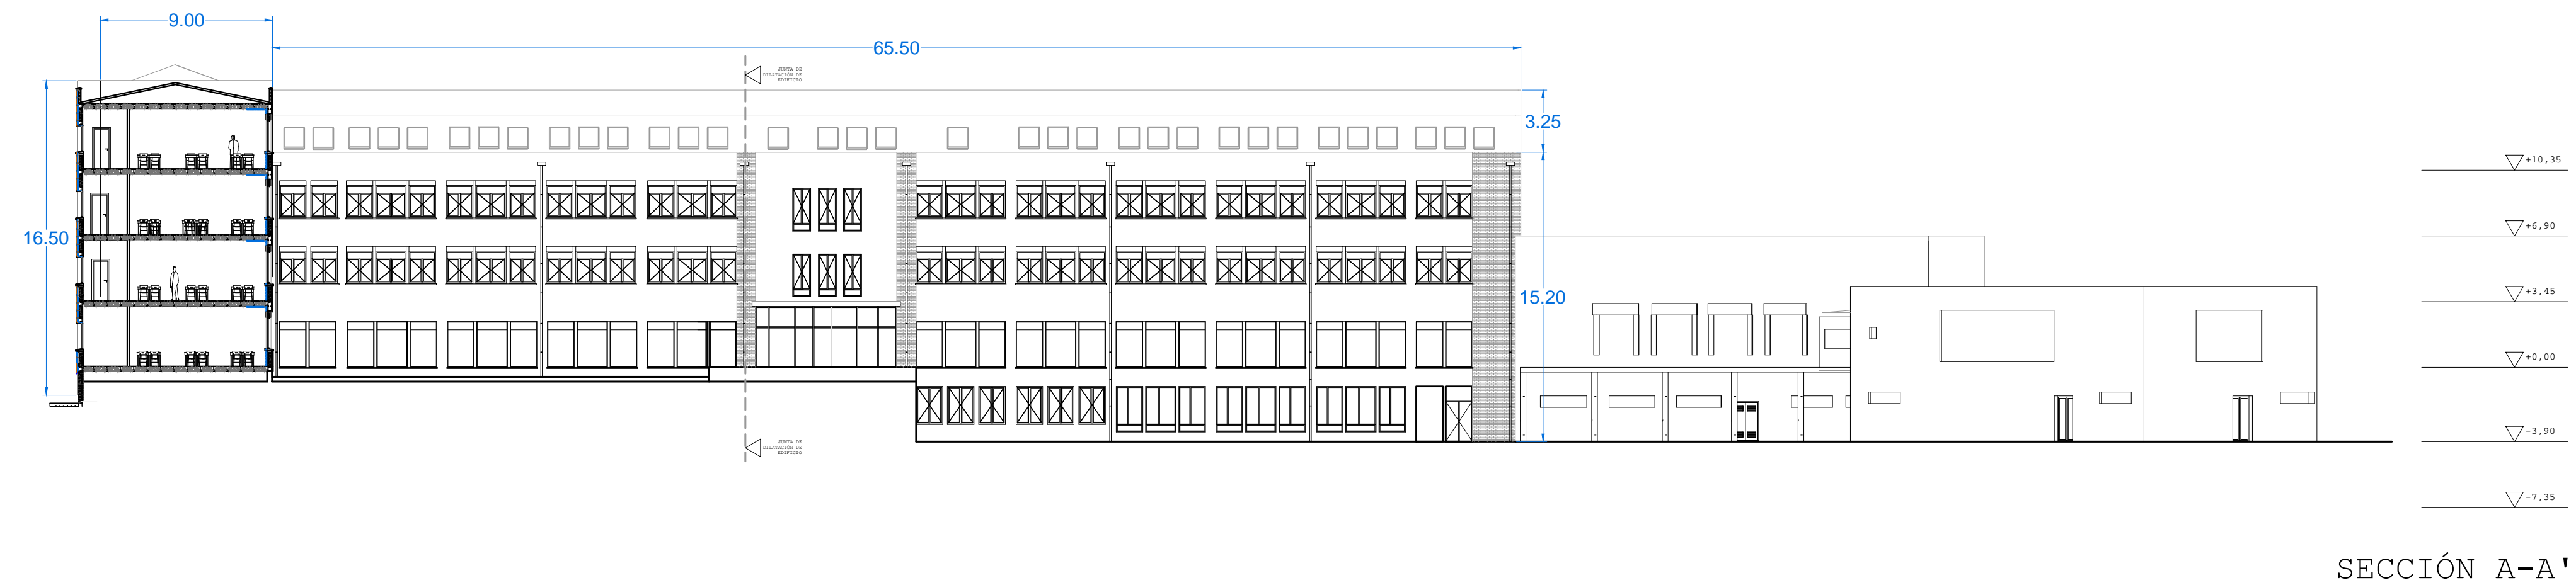 9.00
65.50
JUNTA DE
DILATACIÓN DE
EDIFICIO
3.25
+10,35
+6,90
16.50
15.20
+3,45
+0,00
-3,90
JUNTA DE
DILATACIÓN DE
EDIFICIO
-7,35
SECCIÓN A-A'